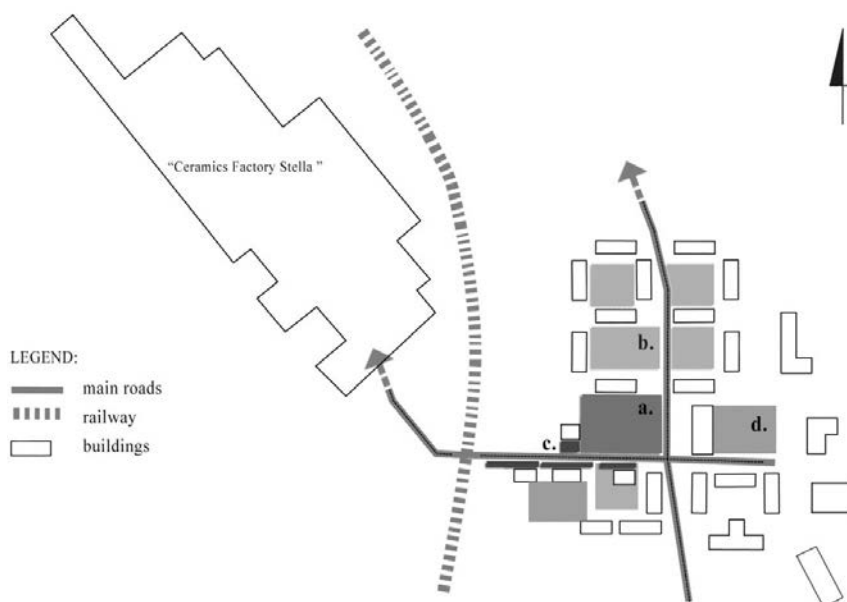 “Ceramics Factory Stella ”
b.
LEGEND:
main roads
a.
railway
d.
c.
buildings